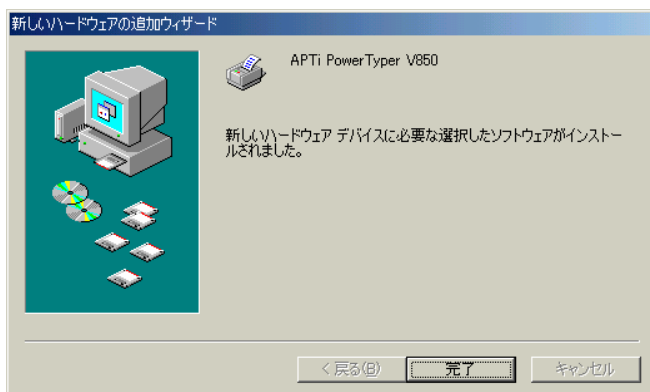 新しいハードウェアの追加ウィザード
APTi PowerTyper V850
新しいハードウェア デバイスに必要な選択したソフトウェアがインストー
ルされました。
< 戻る(B)
完了
キャンセル